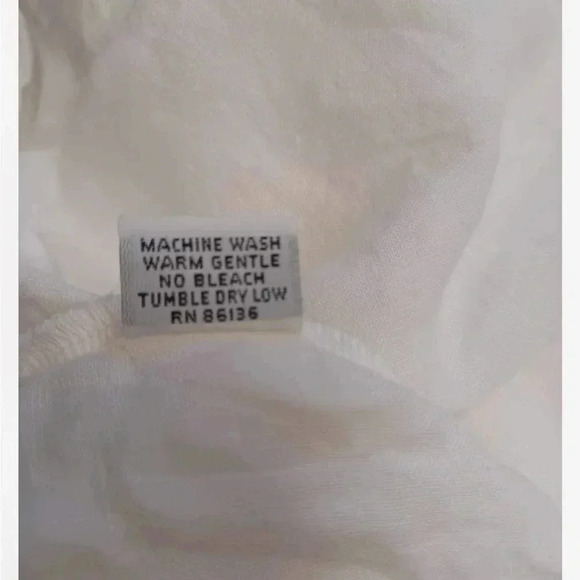 MACHINE WASH
WARM GENTLE
NO BLEACH
TUMBLE DRY LOW
RN 86136